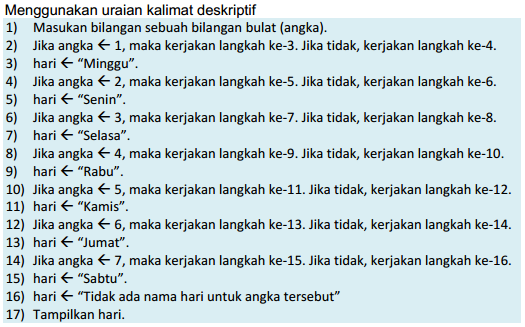 Menggunakan uraian kalimat deskriptif
1) Masukan bilangan sebuah bilangan bulat (angka).
2) Jika angka ← 1, maka kerjakan langkah ke-3. Jika tidak, kerjakan langkah ke-4.
3) hari ← “Minggu”.
4) Jika angka ← 2, maka kerjakan langkah ke-5. Jika tidak, kerjakan langkah ke-6.
5) hari ← “Senin”.
6) Jika angka ← 3, maka kerjakan langkah ke-7. Jika tidak, kerjakan langkah ke-8.
7) hari ← “Selasa”.
8) Jika angka ← 4, maka kerjakan langkah ke-9. Jika tidak, kerjakan langkah ke-10.
9) hari ← “Rabu”.
10) Jika angka ← 5, maka kerjakan langkah ke-11. Jika tidak, kerjakan langkah ke-12.
11) hari ← “Kamis”.
12) Jika angka ← 6, maka kerjakan langkah ke-13. Jika tidak, kerjakan langkah ke-14.
13) hari ← “Jumat”.
14) Jika angka ← 7, maka kerjakan langkah ke-15. Jika tidak, kerjakan langkah ke-16.
15) hari ← “Sabtu”.
16) hari ← “Tidak ada nama hari untuk angka tersebut”
17) Tampilkan hari.